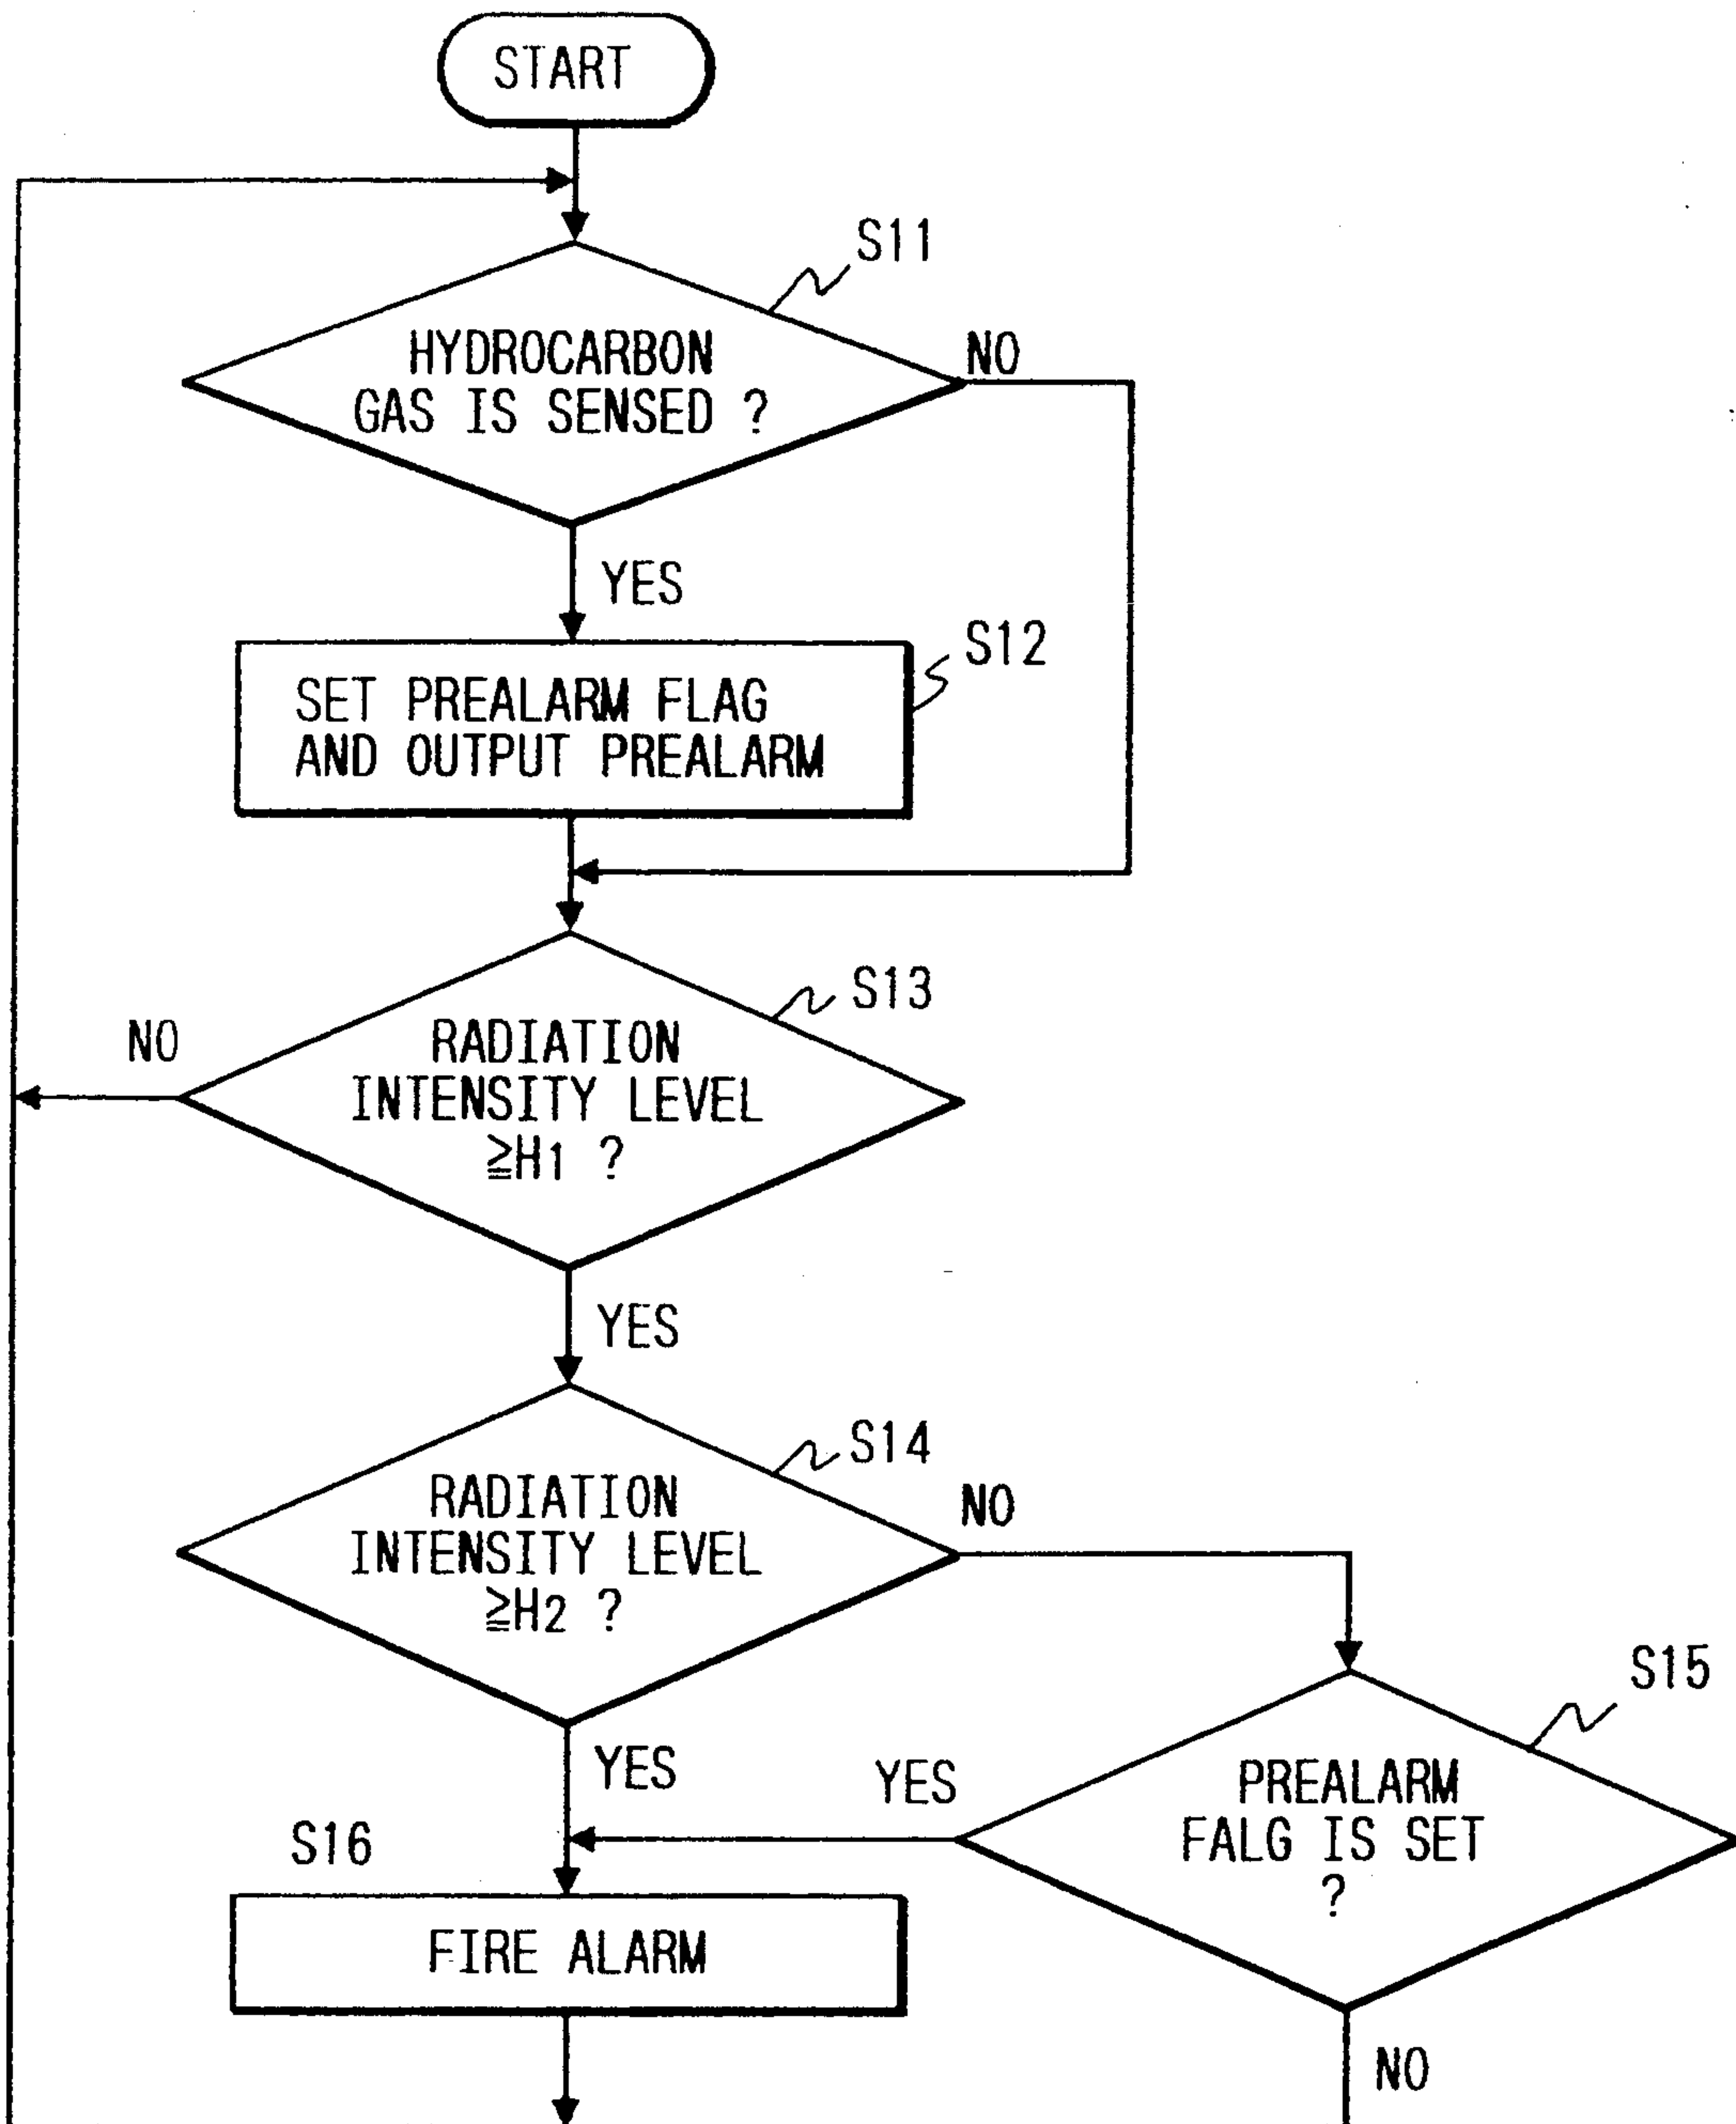 START
S11
HYDROCARBON
GAS IS SENSED ?
NO
YES
S12
SET PREALARM FLAG
AND OUTPUT PREALARM
S13
NO
RADIATION
INTENSITY LEVEL
≧H1 ?
YES
S14
RADIATION
INTENSITY LEVEL
≧H2 ?
NO
S15
YES
YES
PREALARM
FALG IS SET
?
S16
FIRE ALARM
NO